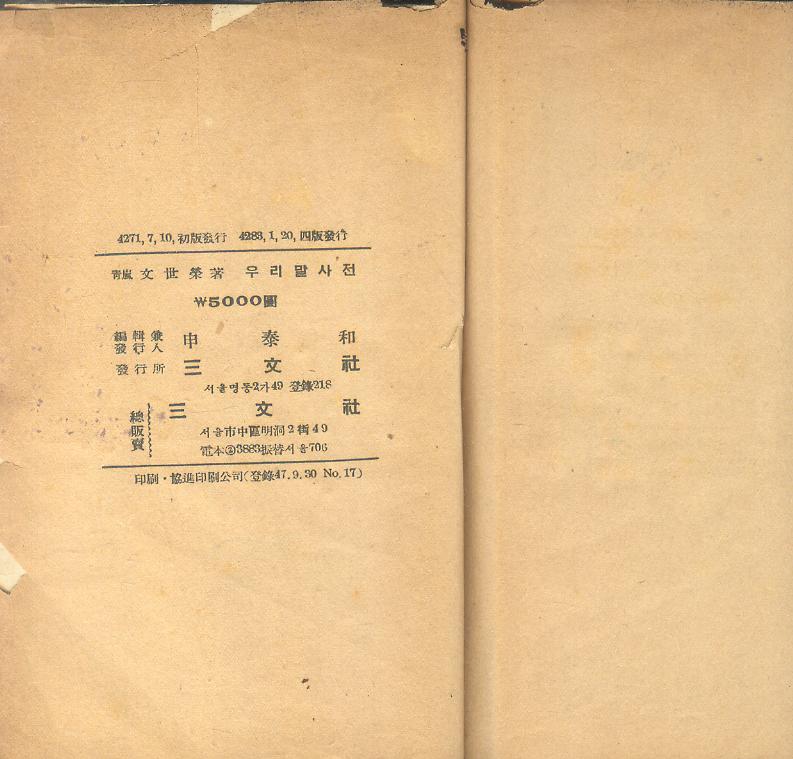 4271, 7, 10, 初版發行 4283, 1, 20, 四版發行
靑嵐 文世榮著 우리말사전
₩5000圓
編輯兼
發行人 申泰和
發行所 三文社
서울명동2가49 登錄218
總販賣 三文社
서울市中區明洞2街49
電本②3883振替서울706
印刷・協進印刷公司(登錄47.9.30 No.17)